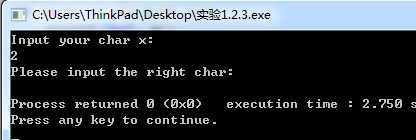 C:\Users\ThinkPad\Desktop\实验1.2.3.exe
Input your char x:
2
Please input the right char:
Process returned 0 (0x0)   execution time : 2.750 s
Press any key to continue.